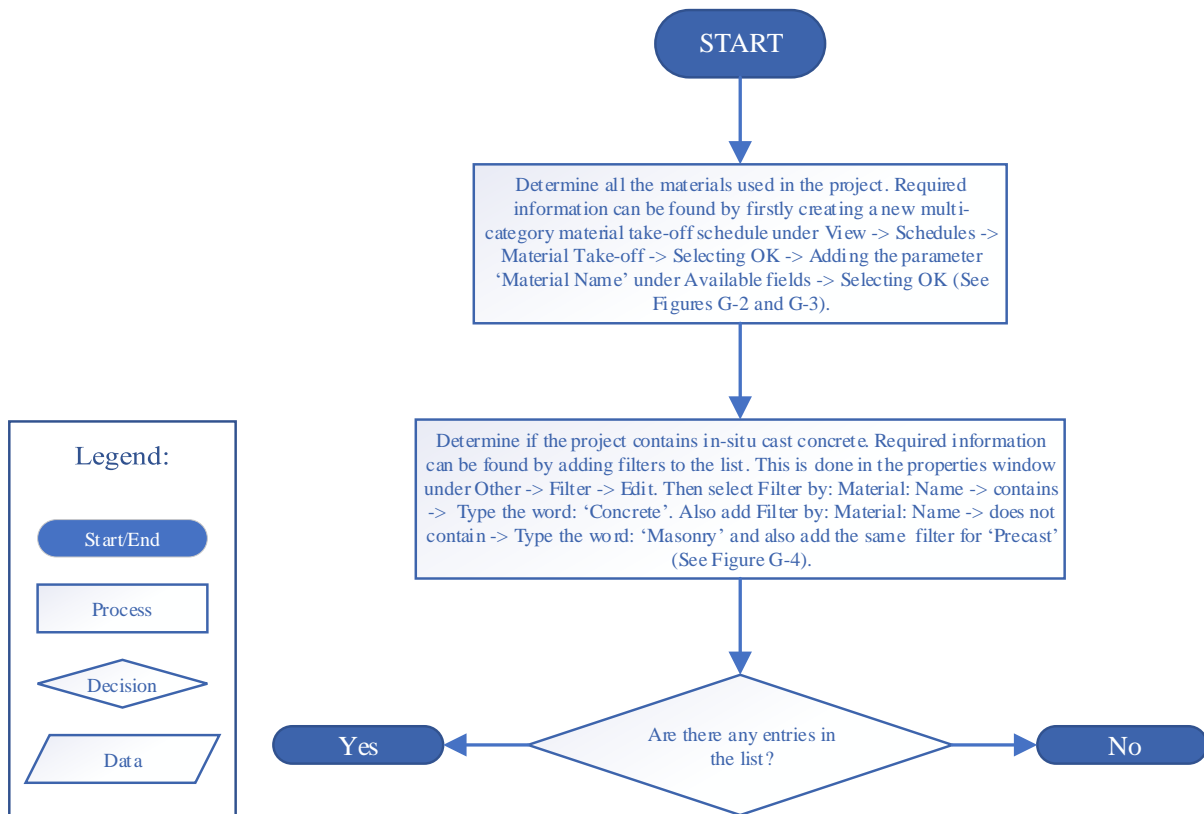 START
Determine all the materials used in the project. Required
information can be found by firstly creating a new multi-
category material take-off schedule under View -> Schedules ->
Material Take-off -> Selecting OK -> Adding the parameter
‘Material Name’ under Available fields -> Selecting OK (See
Figures G-2 and G-3).
Determine if the project contains in-situ cast concrete. Required information
can be found by adding filters to the list. This is done in the properties window
under Other -> Filter -> Edit. Then select Filter by: Material: Name -> contains
-> Type the word: ‘Concrete’. Also add Filter by: Material: Name -> does not
contain -> Type the word: ‘Masonry’ and also add the same filter for ‘Precast’
(See Figure G-4).
Legend:
Start/End
Process
Decision
Data
Yes
Are there any entries in
the list?
No